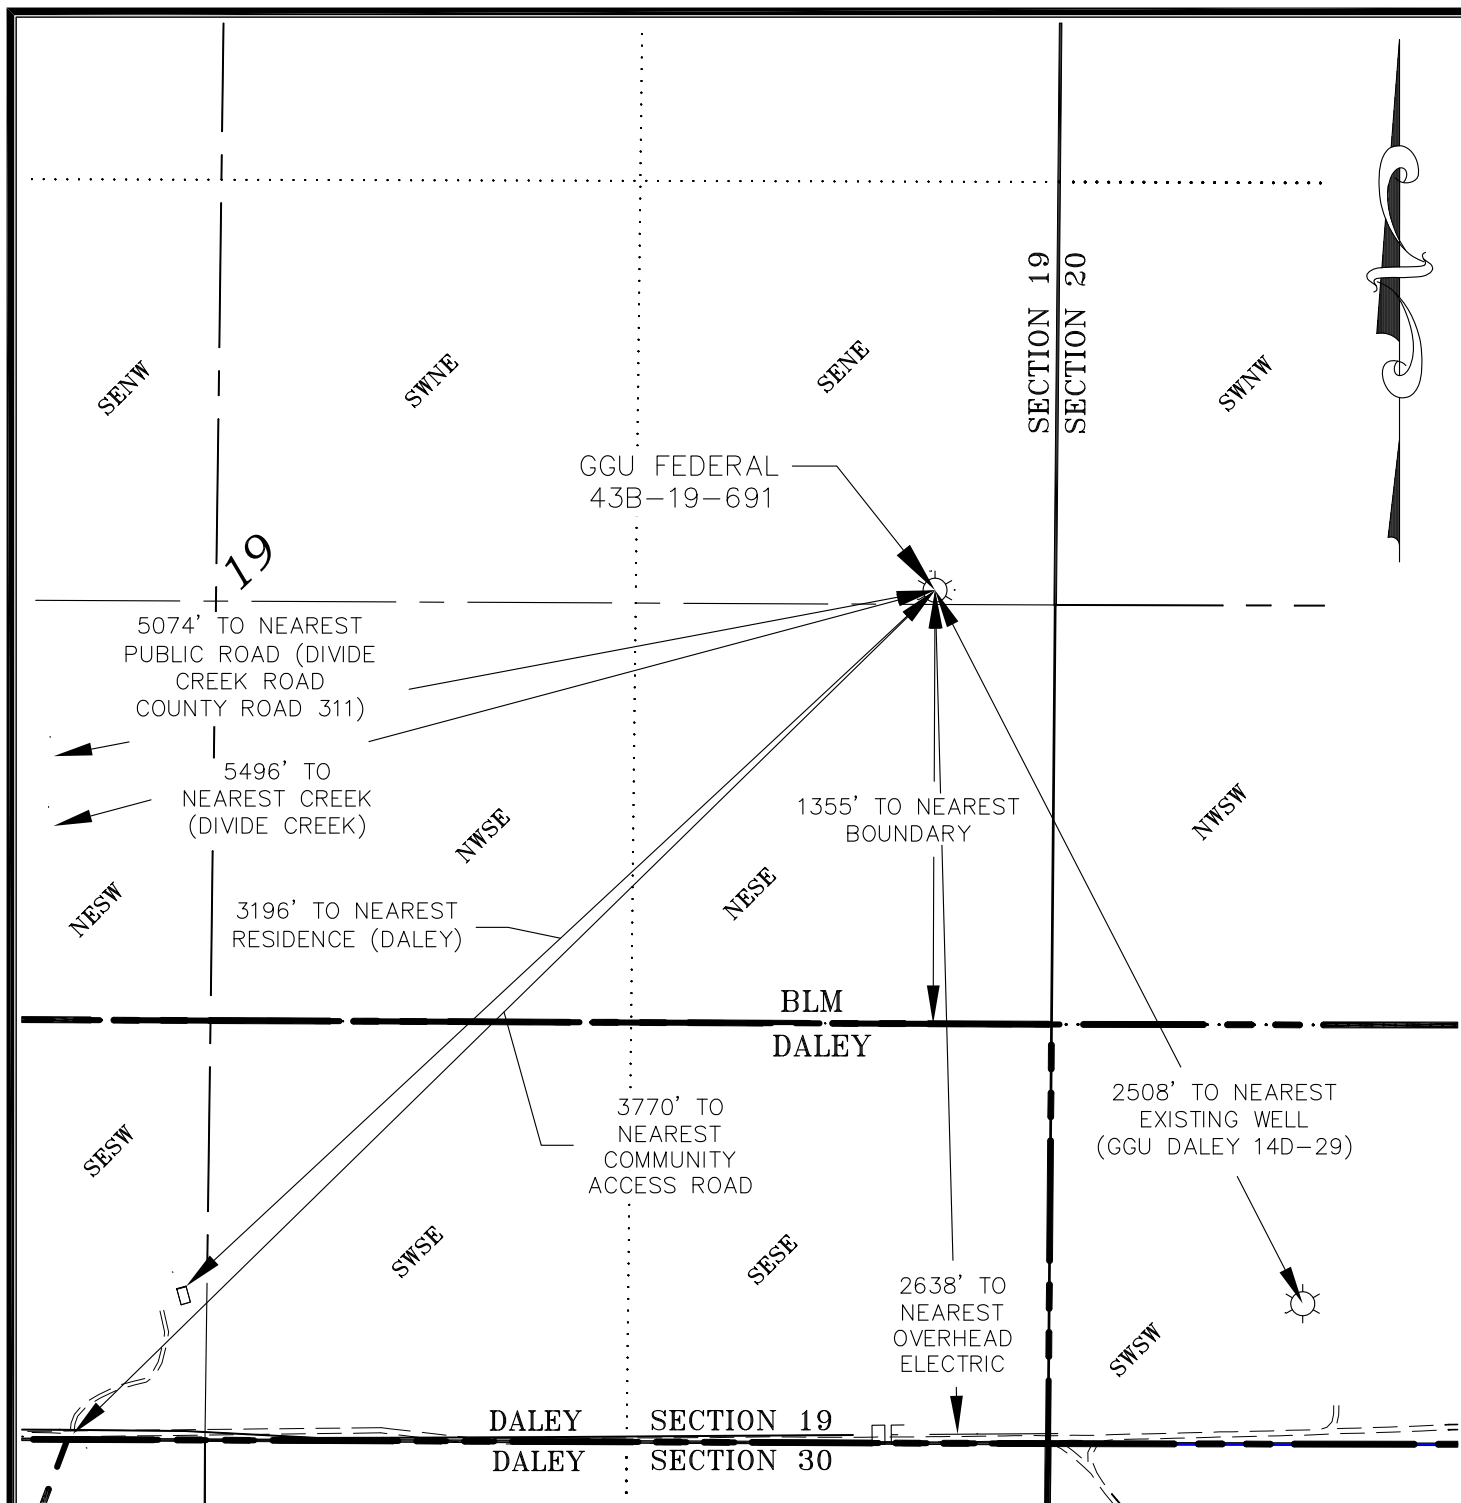 SECTION 19
SECTION 20
SENW
SWNE
SENE
SWNW
GGU FEDERAL
43B-19-691
19
5074' TO NEAREST
PUBLIC ROAD (DIVIDE
CREEK ROAD
COUNTY ROAD 311)
5496' TO
NEAREST CREEK
(DIVIDE CREEK)
1355' TO NEAREST
BOUNDARY
NWSW
NWSE
NESE
NESW
3196' TO NEAREST
RESIDENCE (DALEY)
BLM
DALEY
3770' TO
NEAREST
COMMUNITY
ACCESS ROAD
2508' TO NEAREST
EXISTING WELL
(GGU DALEY 14D-29)
SESW
SWSE
SESE
2638' TO
NEAREST
OVERHEAD
ELECTRIC
SWSW
DALEY SECTION 19
DALEY SECTION 30